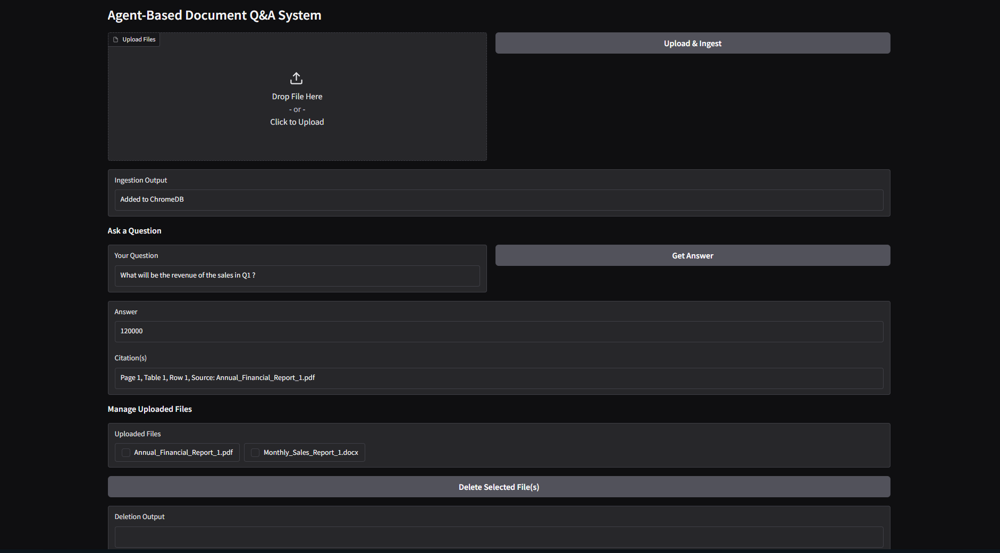 Agent-Based Document Q&A System
Upload Files
Upload & Ingest
Drop File Here
- or -
Click to Upload
Ingestion Output
Added to ChromeDB
Ask a Question
Your Question
Get Answer
What will be the revenue of the sales in Q1 ?
Answer
120000
Citation(s)
Page 1, Table 1, Row 1, Source: Annual_Financial_Report_1.pdf
Manage Uploaded Files
Uploaded Files
Annual_Financial_Report_1.pdf
Monthly_Sales_Report_1.docx
Delete Selected File(s)
Deletion Output